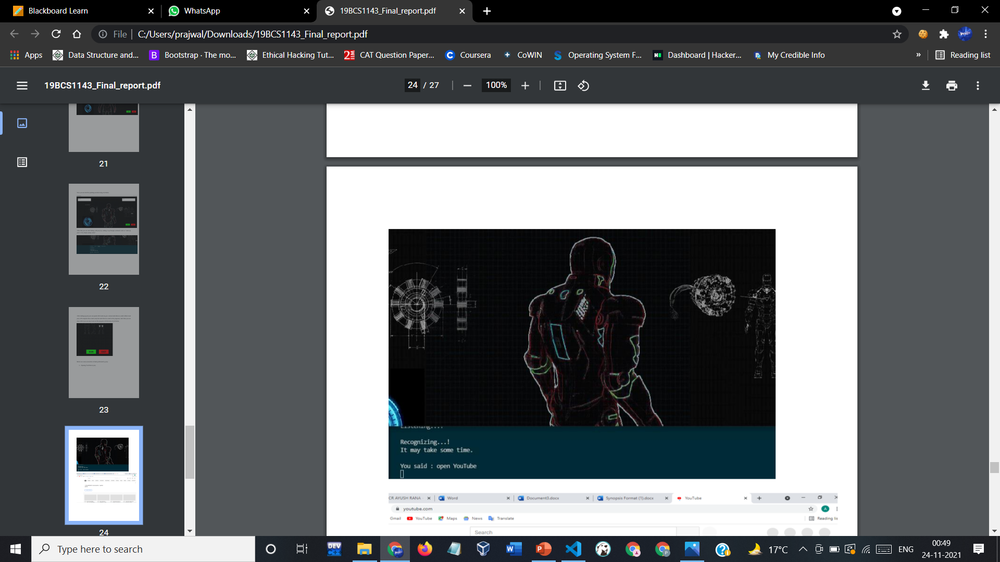 Blackboard Learn
WhatsApp
19BCS1143_Final_report.pdf
File
C:/Users/prajwal/Downloads/19BCS1143_Final_report.pdf
Apps
Data Structure and...
Bootstrap · The mo...
Ethical Hacking Tut...
CAT Question Paper...
Coursera
CoWIN
Operating System F...
Dashboard | Hacker...
My Credible Info
»
Reading list
19BCS1143_Final_report.pdf
24 / 27
100%
21
22
23
24
Listening....
Recognizing...!
It may take some time.
You said : open YouTube
CR AYUSH RANA
Word
Document3.docx
Synopsis Format (1).docx
YouTube
youtube.com
A
Gmail
YouTube
Maps
News
Translate
Reading lis
Search
Type here to search
DEV
17°C
ENG
00:49
24-11-2021